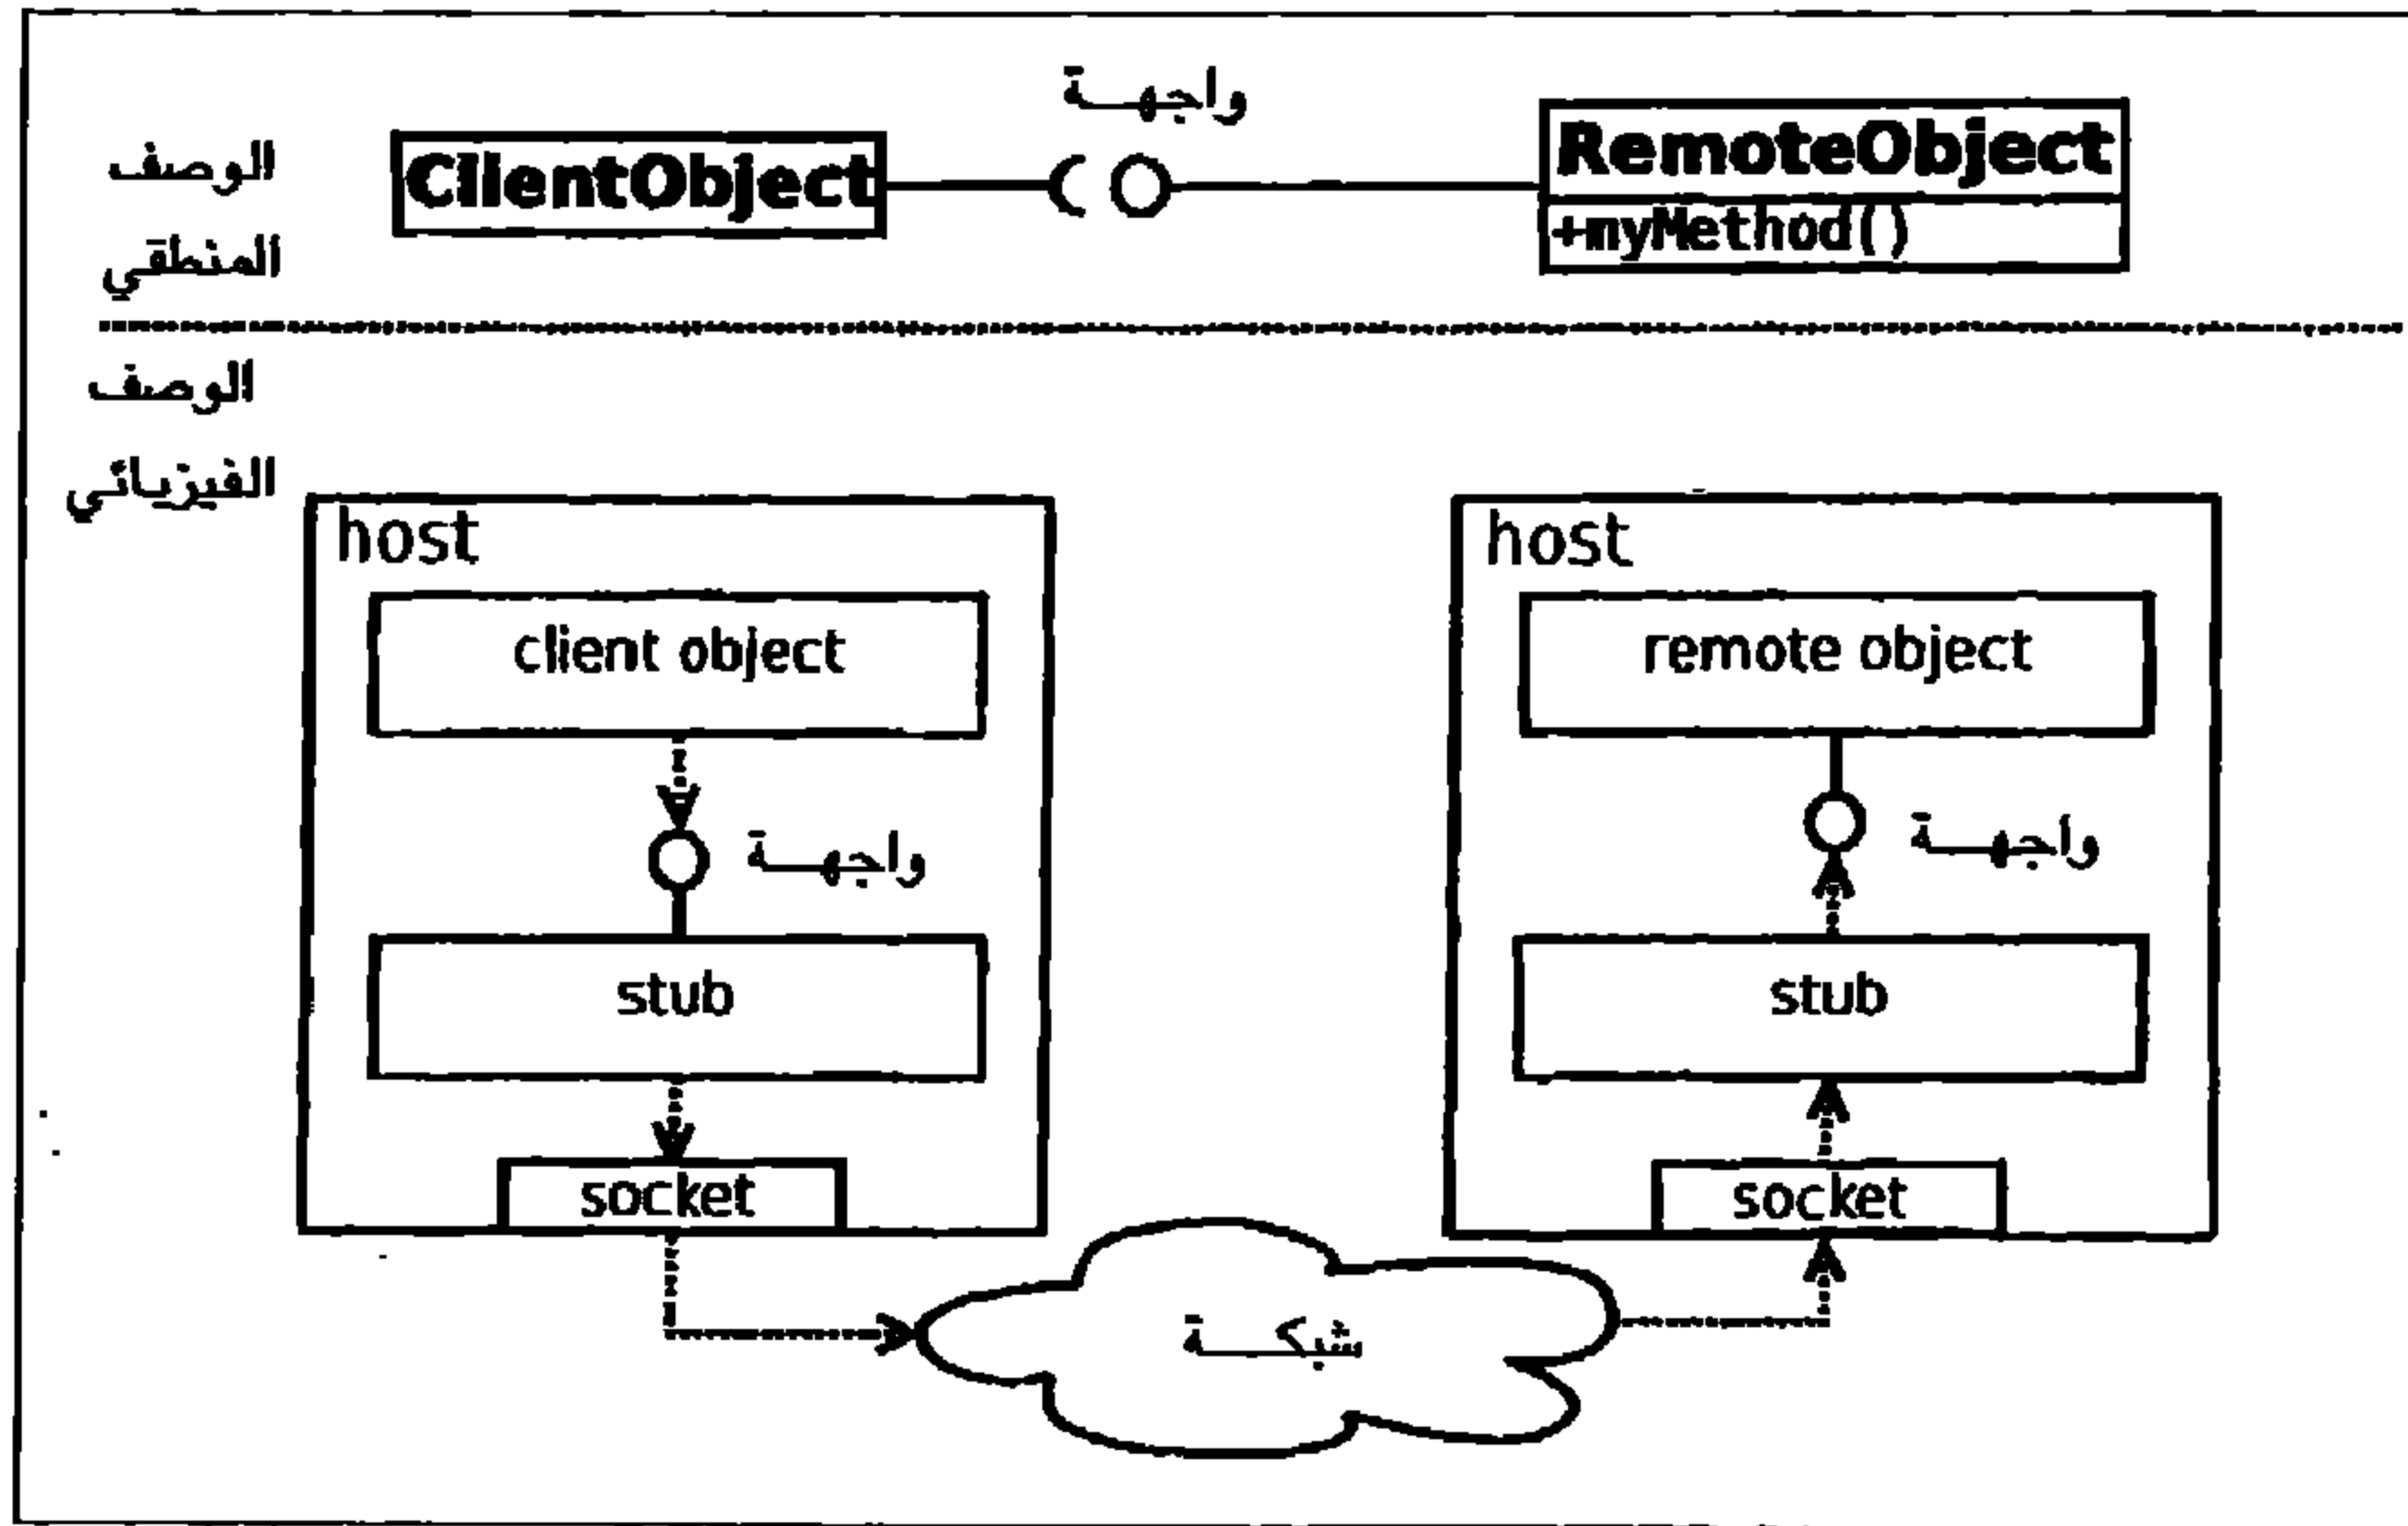 واجهة
الوصف
المنطقي
ClientObject
RemoteObject
+myMethod()
الوصف
الفيزيائي
host
client object
واجهة
stub
socket
host
remote object
واجهة
stub
socket
شبكة